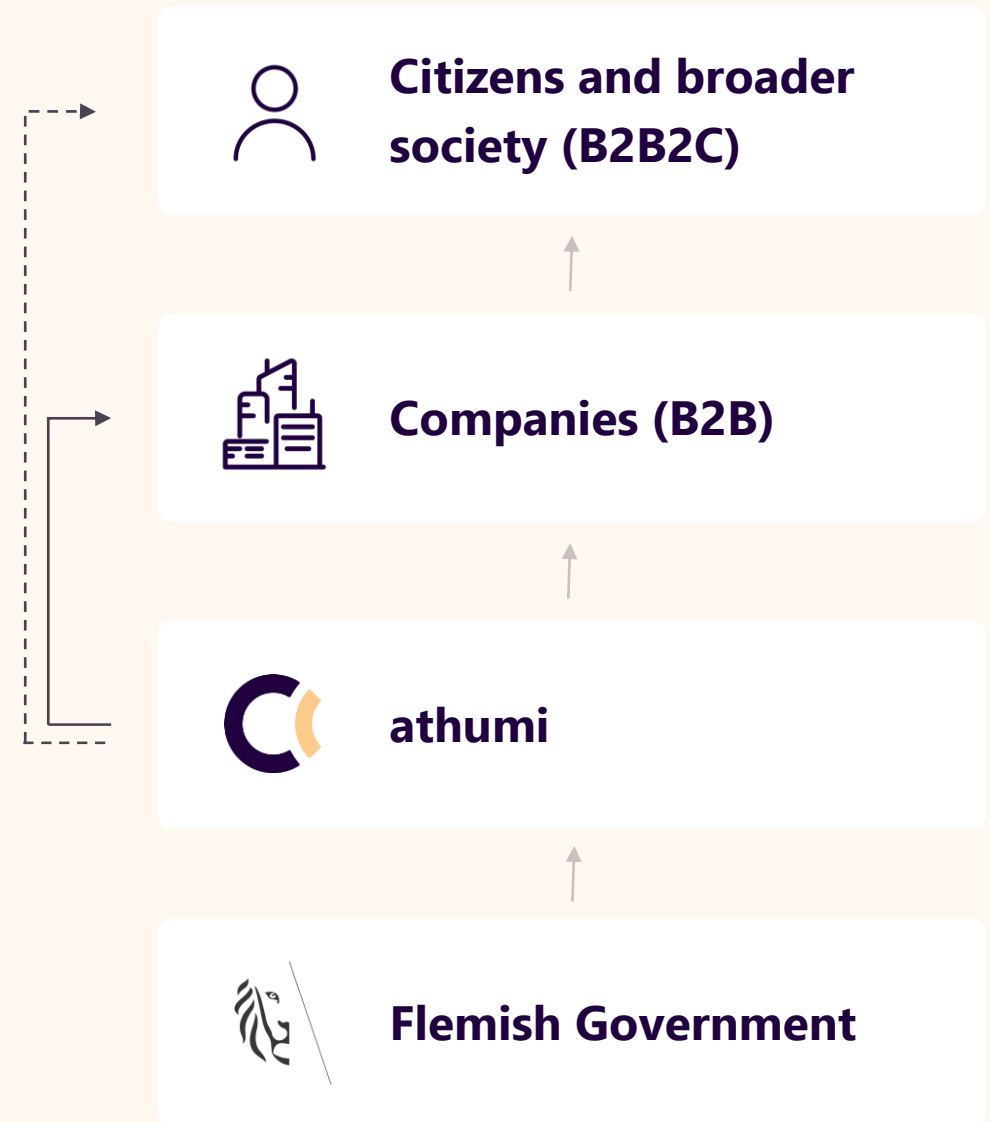 Citizens and broader
society (B2B2C)
Companies (B2B)
athumi
Flemish Government